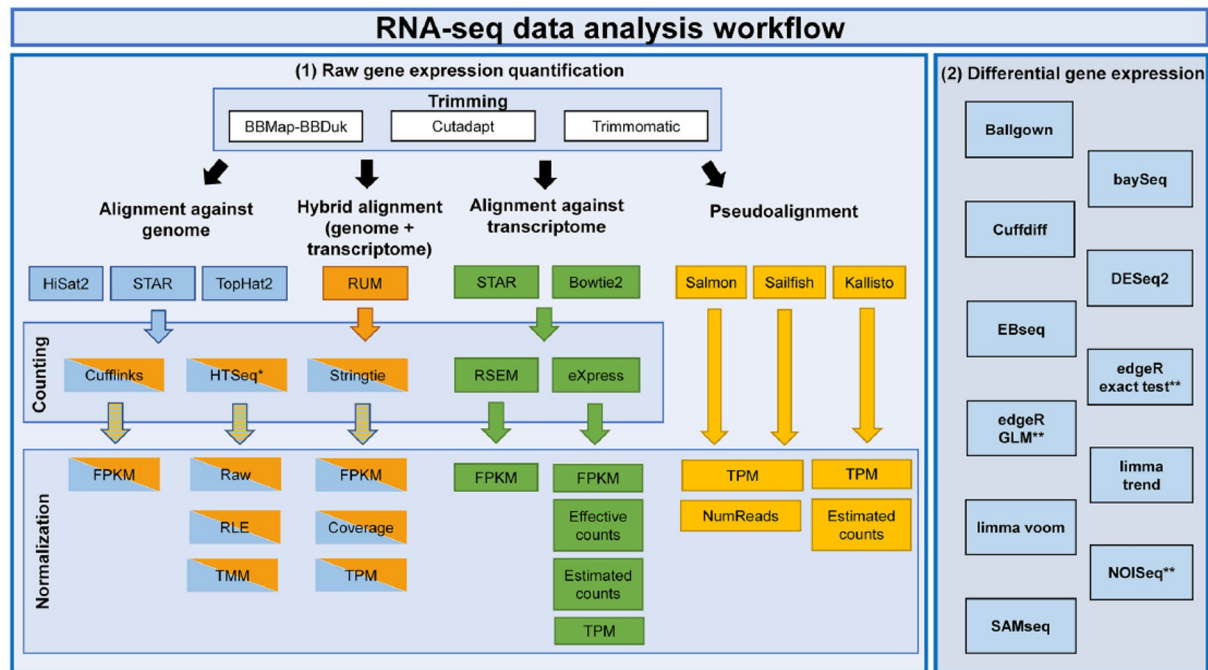 RNA-seq data analysis workflow
(1) Raw gene expression quantification
Trimming
BBMap-BBDuk
Cutadapt
Trimmomatic
Alignment against
genome
Hybrid alignment
(genome +
transcriptome)
Alignment against
transcriptome
Pseudoalignment
HiSat2
STAR
TopHat2
RUM
STAR
Bowtie2
Salmon
Sailfish
Kallisto
Counting
Cufflinks
HTSeq*
Stringtie
RSEM
eXpress
Normalization
FPKM
Raw
RLE
TMM
FPKM
Coverage
TPM
FPKM
FPKM
Effective
counts
Estimated
counts
TPM
TPM
NumReads
TPM
Estimated
counts
(2) Differential gene expression
Ballgown
baySeq
Cuffdiff
DESeq2
EBseq
edgeR
exact test**
edgeR
GLM**
limma
trend
limma voom
NOISeq**
SAMseq